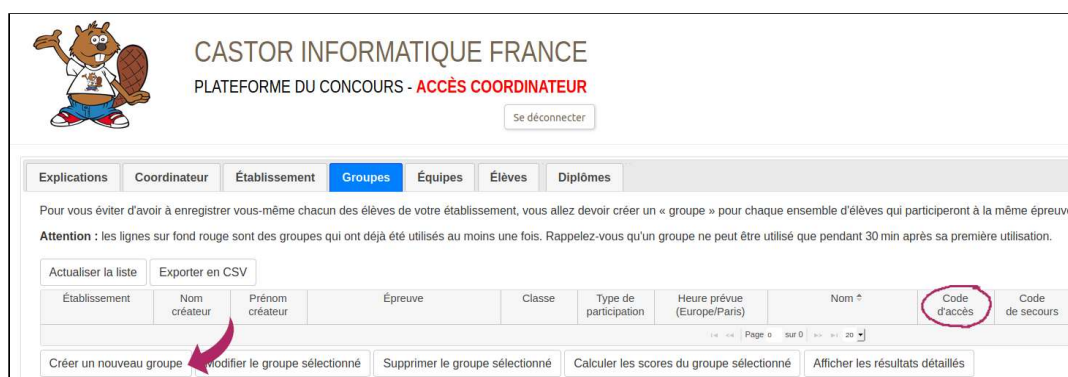 CASTOR INFORMATIQUE FRANCE
PLATEFORME DU CONCOURS - ACCÈS COORDINATEUR
Se déconnecter
Explications Coordinateur Établissement Groupes Équipes Élèves Diplômes
Pour vous éviter d'avoir à enregistrer vous-même chacun des élèves de votre établissement, vous allez devoir créer un « groupe » pour chaque ensemble d'élèves qui participeront à la même épreuve
Attention : les lignes sur fond rouge sont des groupes qui ont déjà été utilisés au moins une fois. Rappelez-vous qu'un groupe ne peut être utilisé que pendant 30 min après sa première utilisation.
Actualiser la liste Exporter en CSV
Établissement Nom créateur Prénom créateur Épreuve Classe Type de participation Heure prévue (Europe/Paris) Nom Code d'accès Code de secours
Page 0 sur 0 20
Créer un nouveau groupe Modifier le groupe sélectionné Supprimer le groupe sélectionné Calculer les scores du groupe sélectionné Afficher les résultats détaillés